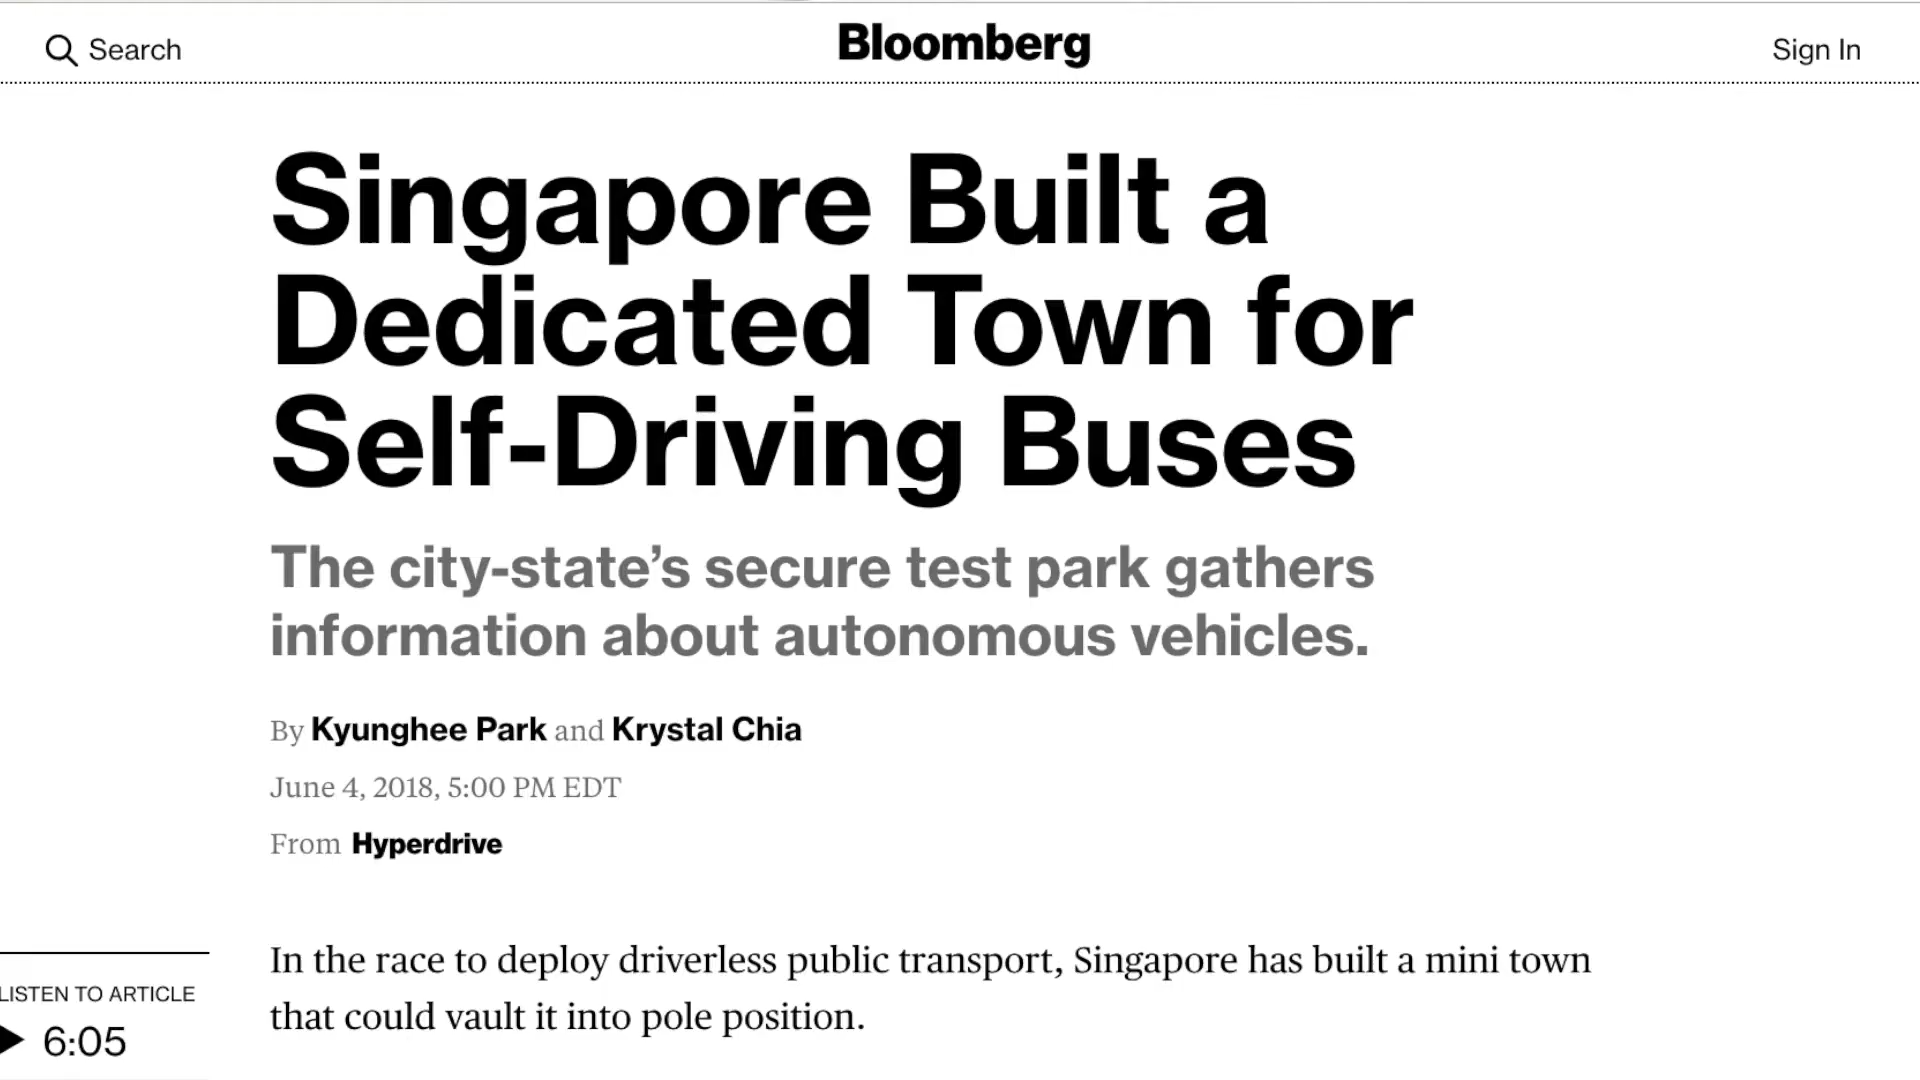 Search
Bloomberg
Sign In
Singapore Built a
Dedicated Town for
Self-Driving Buses
The city-state’s secure test park gathers
information about autonomous vehicles.
By Kyunghee Park and Krystal Chia
June 4, 2018, 5:00 PM EDT
From Hyperdrive
In the race to deploy driverless public transport, Singapore has built a mini town
that could vault it into pole position.
LISTEN TO ARTICLE
6:05